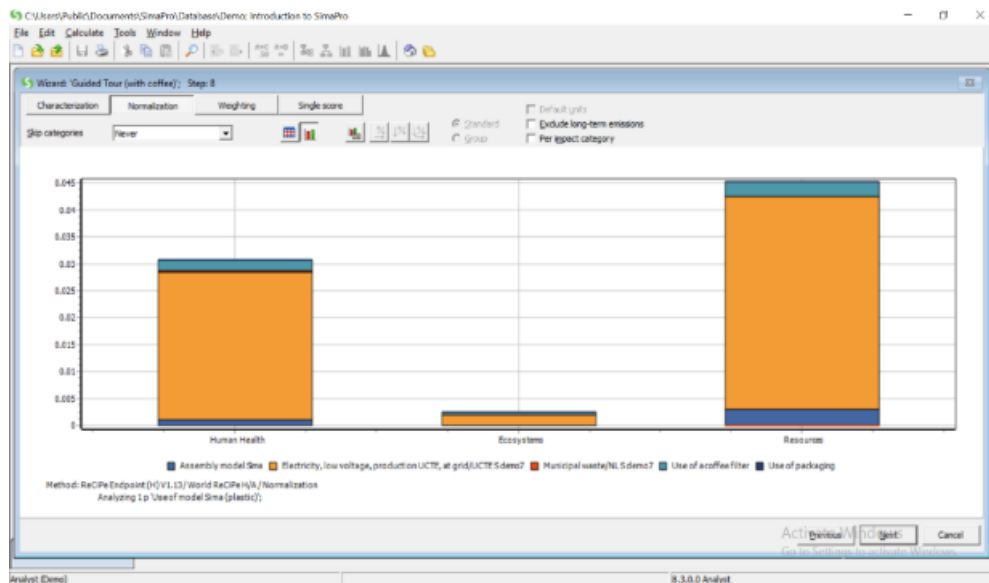 C:\Users\Public\Documents\SimaPro\Database\Demo; Introduction to SimaPro
File Edit Calculate Tools Window Help
Wizard: 'Guided Tour (with coffee)'; Step: 8
Characterization Normalization Weighting Single score
Skip categories Never
Standard
Group
Default units
Exclude long-term emissions
Per impact category
0.045
0.04
0.035
0.03
0.025
0.02
0.015
0.01
0.005
0
Human Health Ecosystems Resources
Assembly model Sima Electricity, low voltage, production UCTE, at grid/UCTE S demo7 Municipal waste/NL S demo7 Use of a coffee filter Use of packaging
Method: ReCiPe Endpoint (H) V1.13 / World ReCiPe H/A / Normalization
Analyzing 1 p 'Use of model Sima (plastic)';
Activate Windows
Go to Settings to activate Windows.
Previous Next Cancel
Analyst (Demo) 8.3.0.0 Analyst